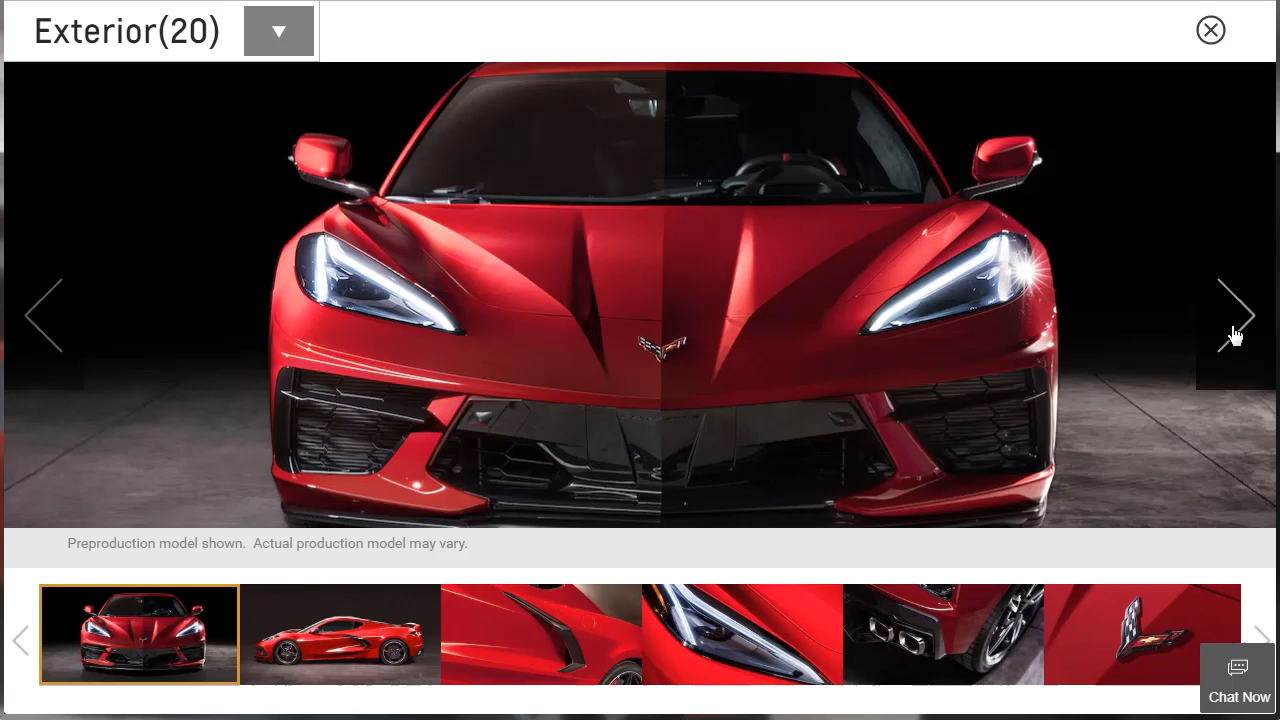 Exterior(20)
Preproduction model shown. Actual production model may vary.
Chat Now